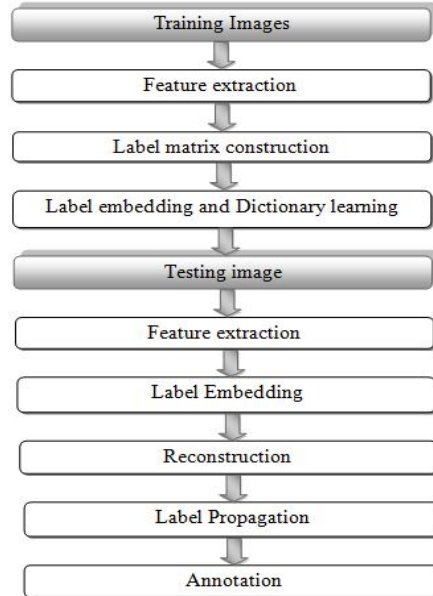 Training Images
Feature extraction
Label matrix construction
Label embedding and Dictionary learning
Testing image
Feature extraction
Label Embedding
Reconstruction
Label Propagation
Annotation